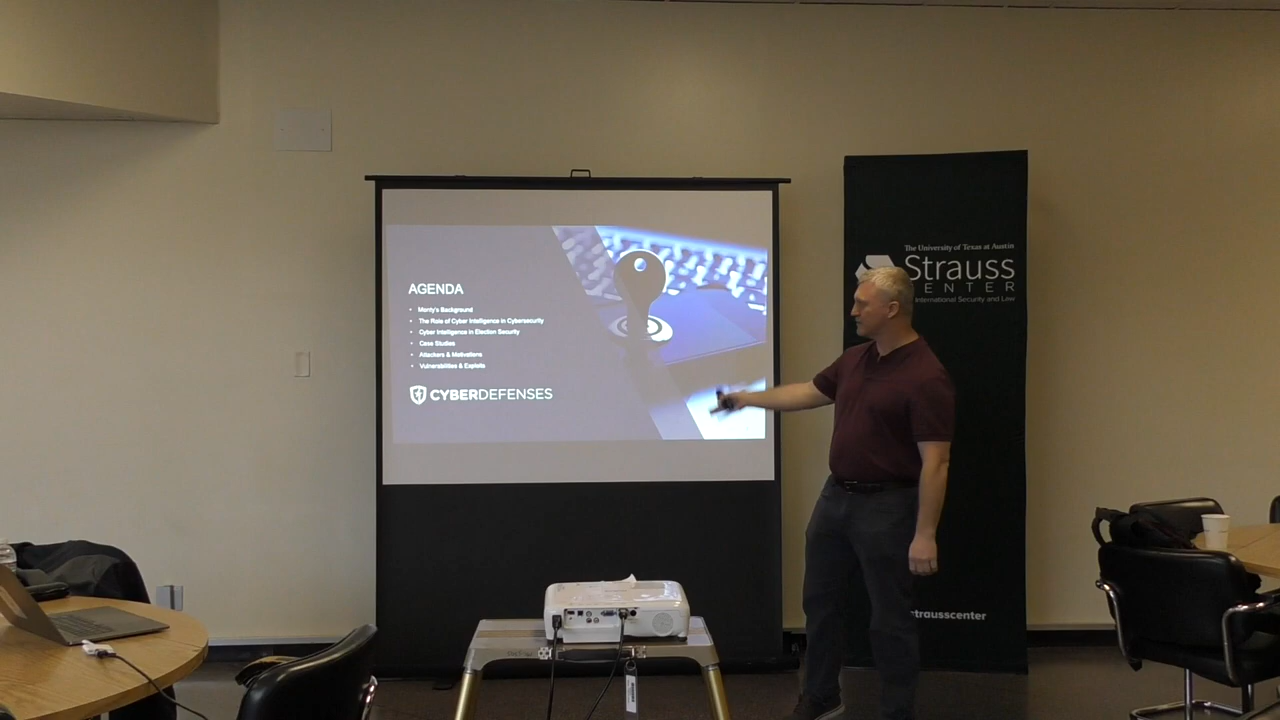 AGENDA
• Monty's Background
• The Role of Cyber Intelligence in Cybersecurity
• Cyber Intelligence in Election Security
• Case Studies
• Attackers & Motivations
• Vulnerabilities & Exploits
CYBERDEFENSES
The University of Texas at Austin
Strauss
ENTER
International Security and Law
strausscenter